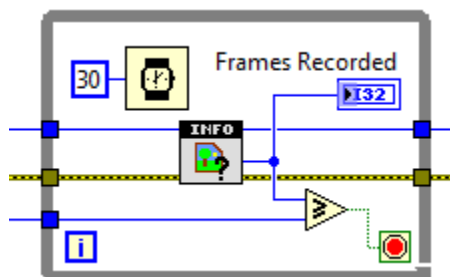 Frames Recorded
30
I32
INFO
?
≥
i